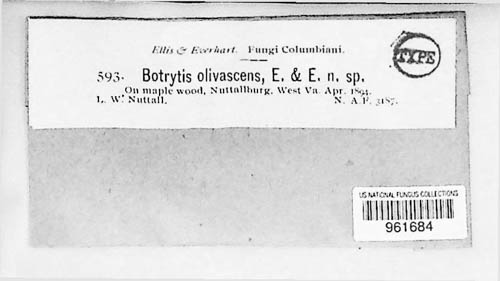 Ellis & Everhart. Fungi Columbiani.
TYPE
593. Botrytis olivascens, E. & E. n. sp.
On maple wood, Nuttallburg, West Va. Apr. 1894.
L. W. Nuttall. N. A. F. 3187.
US NATIONAL FUNGUS COLLECTIONS
961684